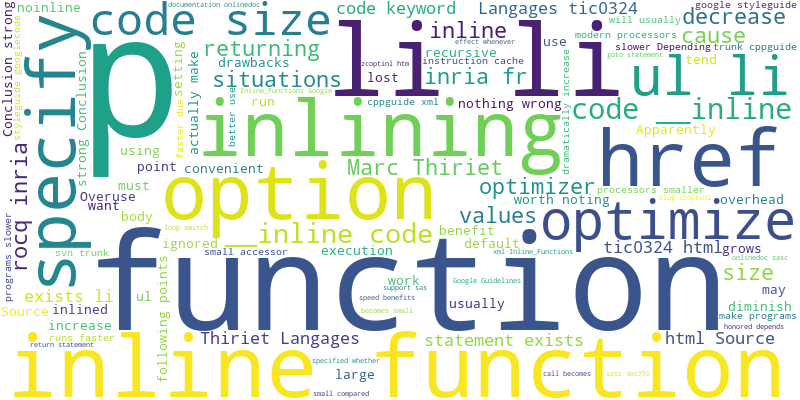 noinline
documentation onlinedoc
code size
code keyword
Langages tic0324
google styleguide
decrease
will usually
inline
modern processors
cause
returning
recursive
effect whenever
use
slower Depending
trunk cppguide
goto statement
drawbacks
zcoptinl htm
instruction cache
situations
lost
inria fr
li li
ul li
tend
Conclusion strong
styleguide googlecode
specify
p
strong Conclusion
setting
faster due
actually make
Inline_Functions Google
run
better use
cppguide xml
nothing wrong
dramatically increase
code __inline
using
inlining
Apparently
href
point
convenient
Marc Thiriet
rocq inria
must
Overuse
want
option
optimizer
processors smaller
worth noting
slug zcoptinl
overhead
body
values
optimize
loop switch
ignored
__inline code
benefit
default
tic0324 html
grows
svn trunk
small accessor
execution
xml Inline_Functions
onlinedoc sasc
function
programs slower
exists li
ul
following points
work
Google Guidelines
size
support sas
may
speed benefits
usually
diminish
Source
inlined
becomes small
make programs
increase
honored depends
runs faster
Thiriet Langages
statement exists
html Source
return statement
inline function
specified whether
large
call becomes
sasc doc750
small compared